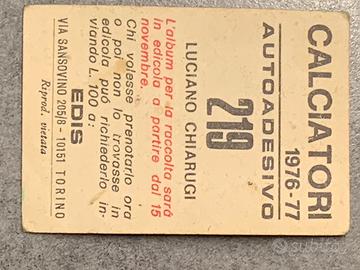 CALCIATORI
1976-77
AUTOADESIVO
219
LUCIANO CHIARUGI
L'album per la raccolta sarà
in edicola a partire dal 15
novembre.
Chi volesse prenotarlo ora
o poi non lo trovasse in
edicola può richiederlo in-
viando L. 100 a:
EDIS
VIA SANSOVINO 205/8 - 10151 TORINO
Riprod. vietata
subito